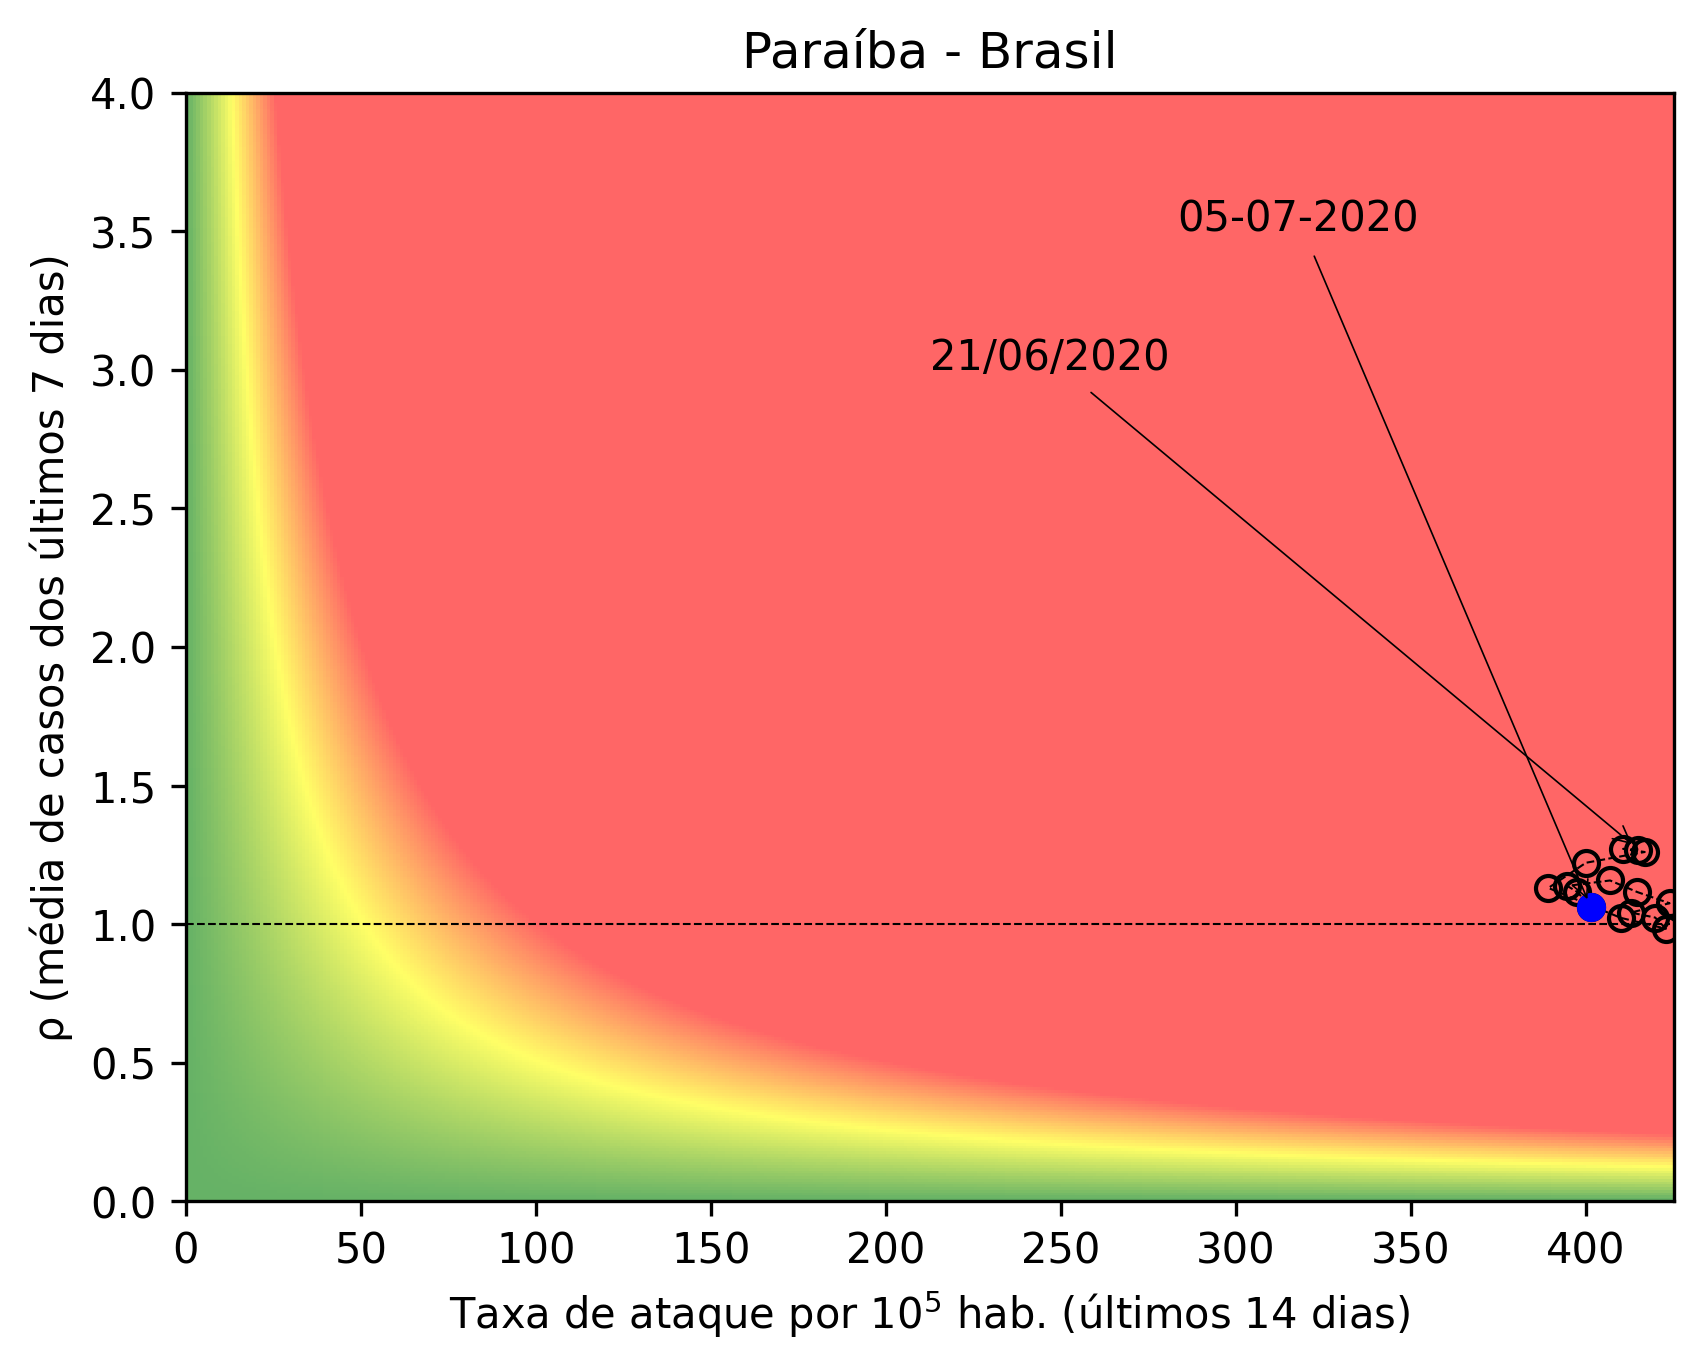 Paraíba - Brasil
4.0
3.5
3.0
2.5
2.0
1.5
1.0
0.5
0.0
ρ (média de casos dos últimos 7 dias)
05-07-2020
21/06/2020
0 50 100 150 200 250 300 350 400
Taxa de ataque por 10⁵ hab. (últimos 14 dias)